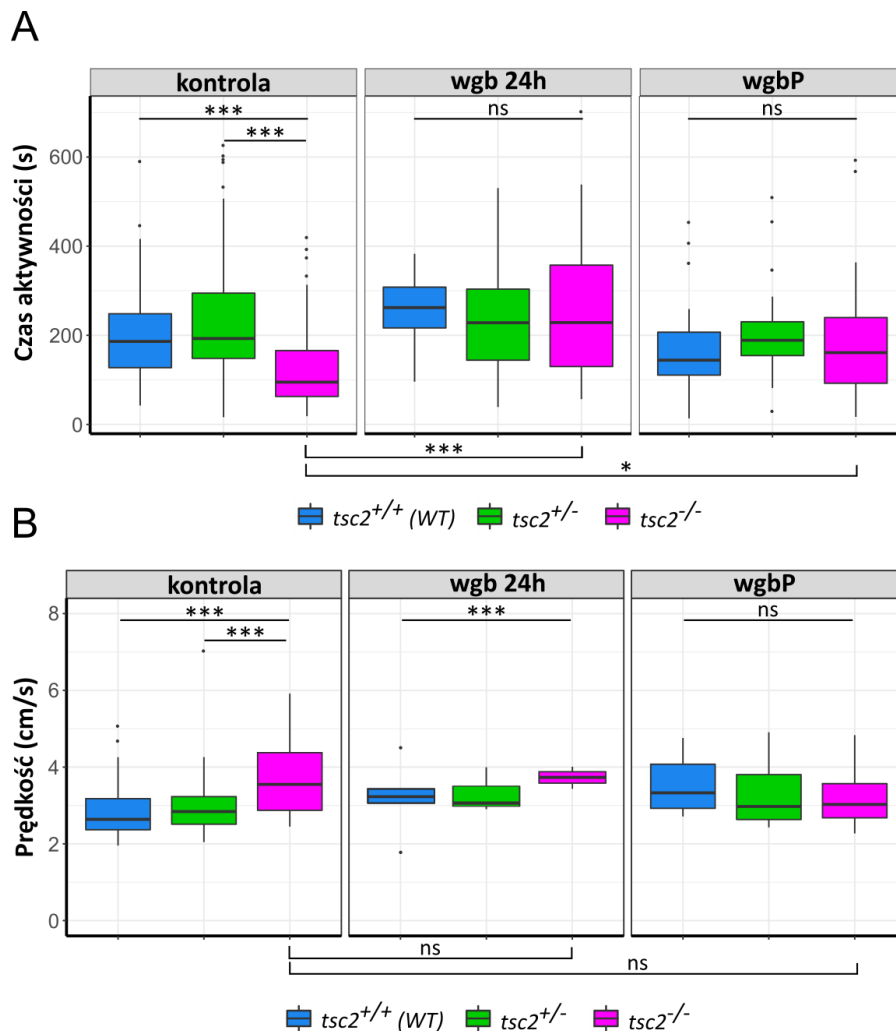 A
kontrola wgb 24h wgbP
*** ns ns
***
Czas aktywności (s)
600
400
200
0
***
*
tsc2+/+ (WT) tsc2+/- tsc2-/-
B
kontrola wgb 24h wgbP
*** *** ns
***
Prędkość (cm/s)
8
6
4
2
0
ns
ns
tsc2+/+ (WT) tsc2+/- tsc2-/-